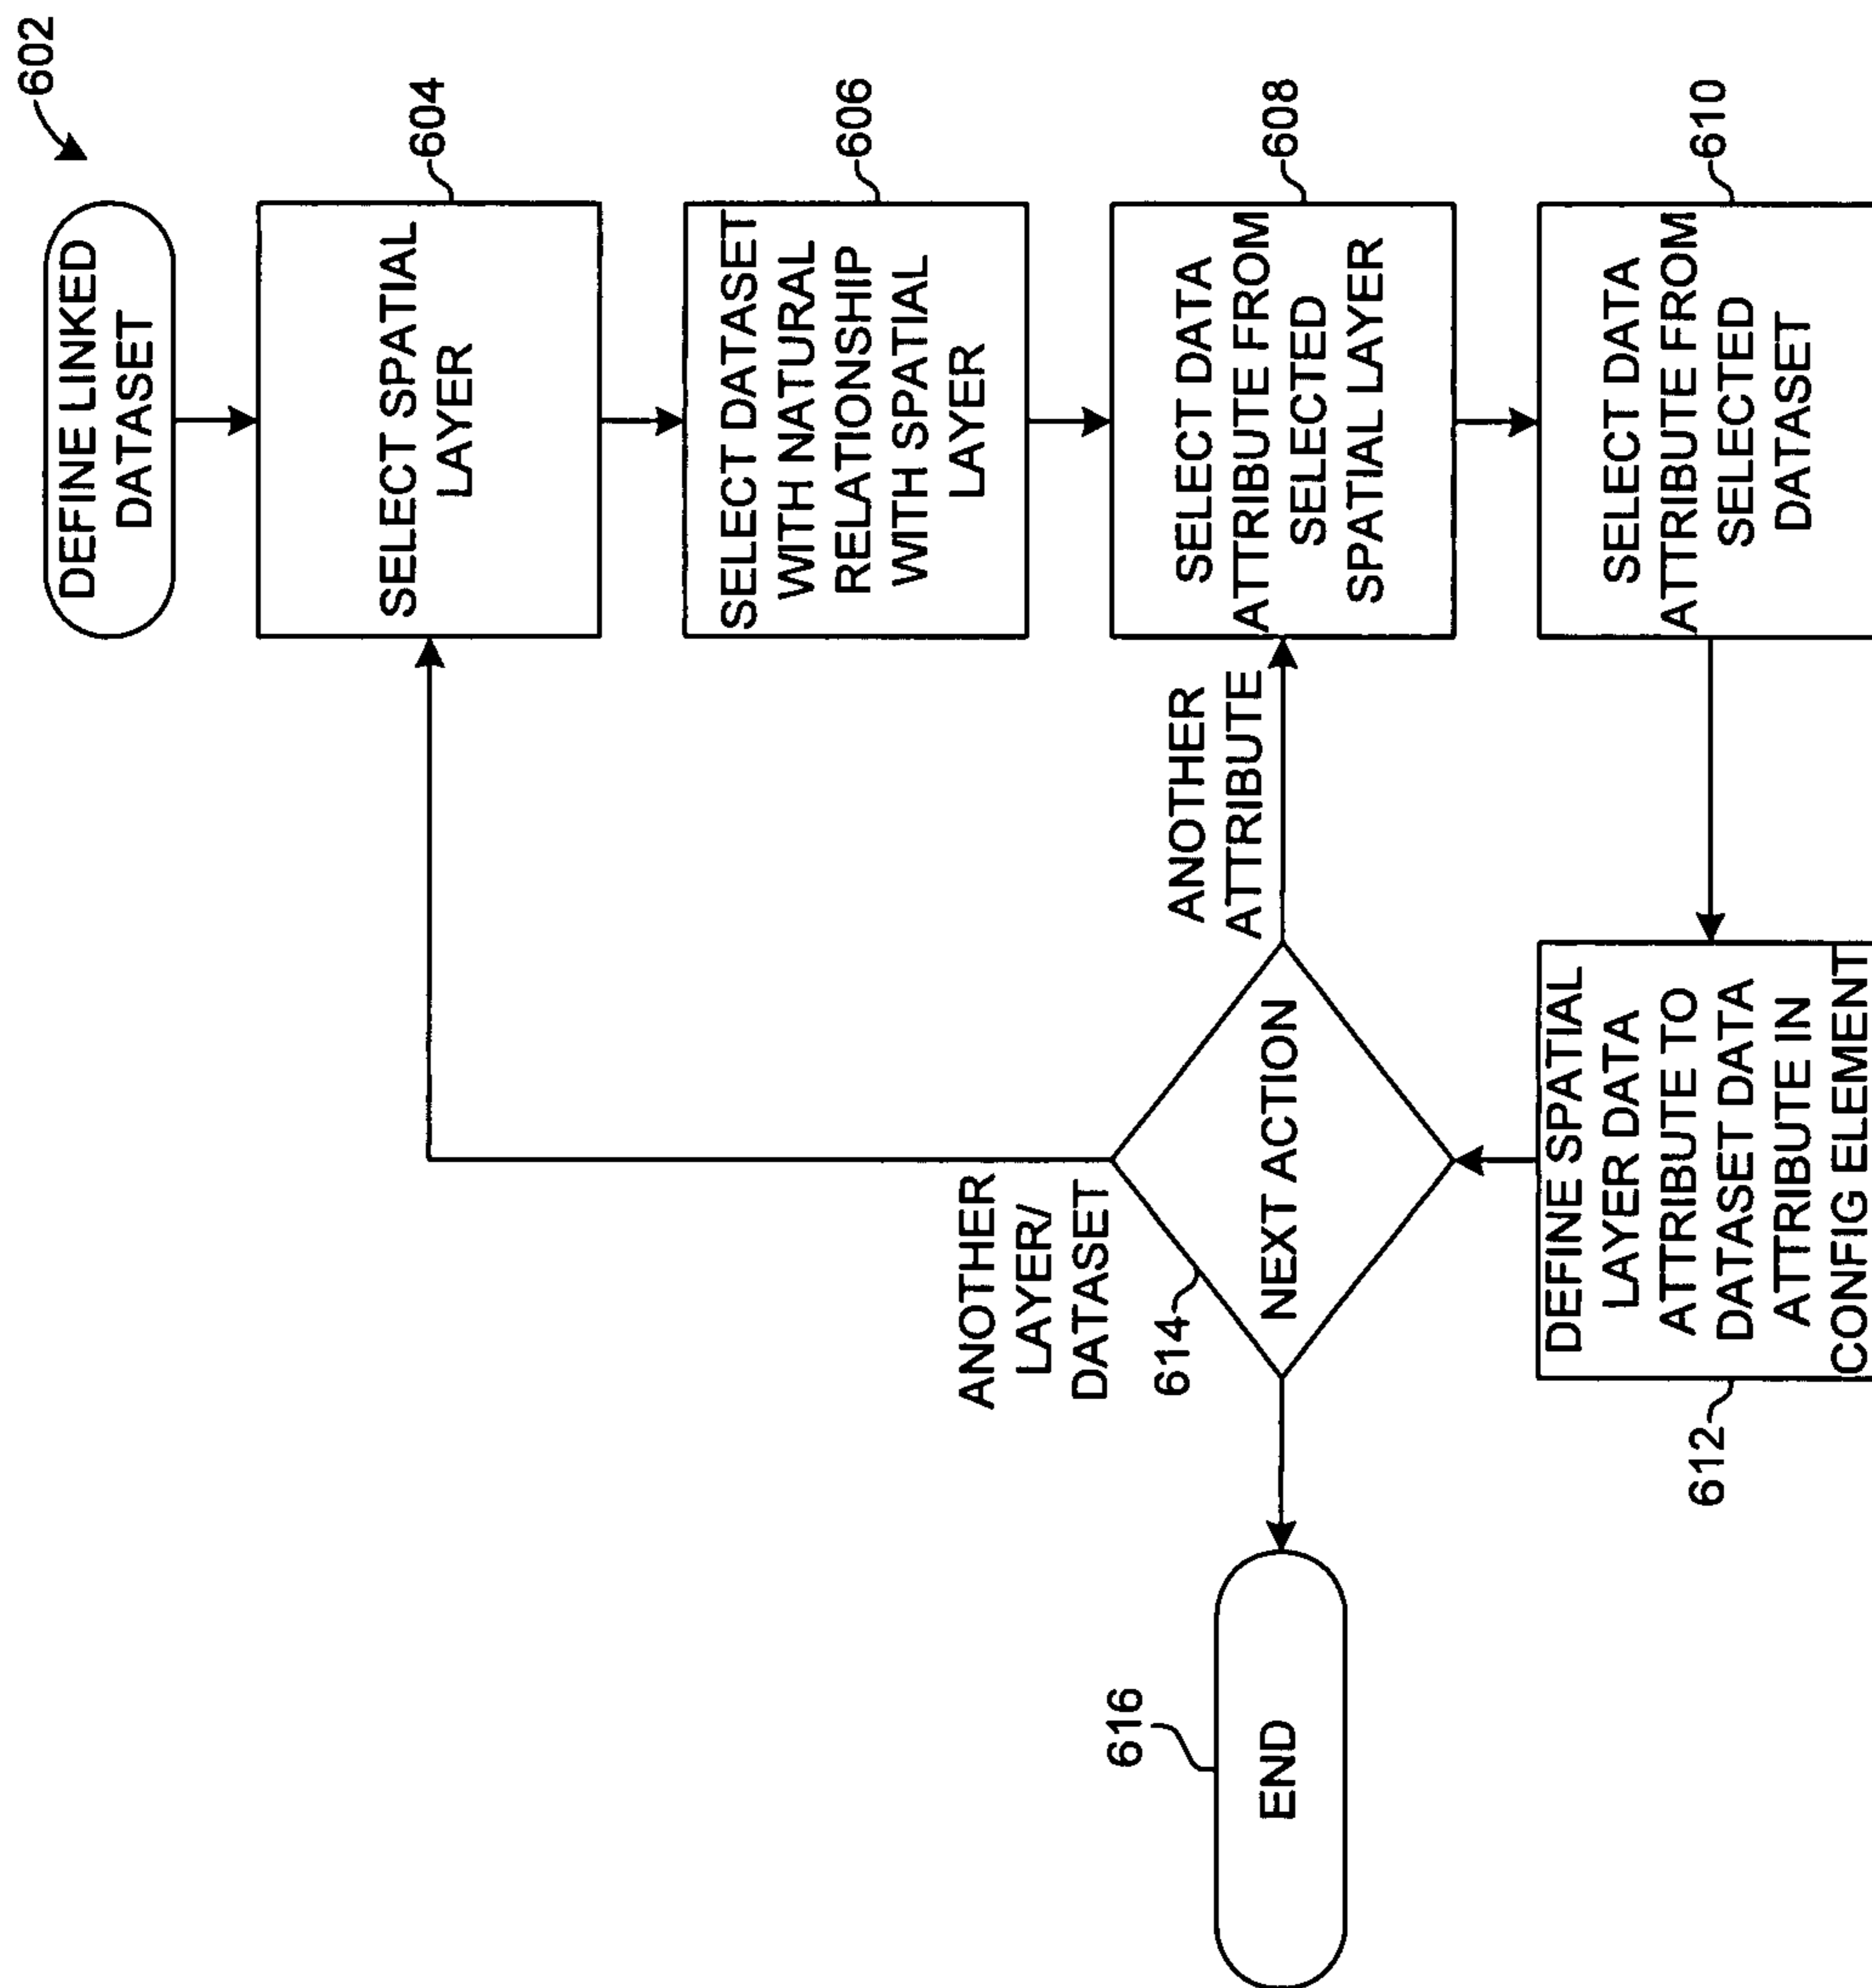 602
DEFINE LINKED
DATASET
SELECT SPATIAL
LAYER
604
SELECT DATASET
WITH NATURAL
RELATIONSHIP
WITH SPATIAL
LAYER
606
SELECT DATA
ATTRIBUTE FROM
SELECTED
SPATIAL LAYER
608
SELECT DATA
ATTRIBUTE FROM
SELECTED
DATASET
610
DEFINE SPATIAL
LAYER DATA
ATTRIBUTE TO
DATASET DATA
ATTRIBUTE IN
CONFIG ELEMENT
612
NEXT ACTION
614
ANOTHER
ATTRIBUTE
ANOTHER
LAYER/
DATASET
END
616